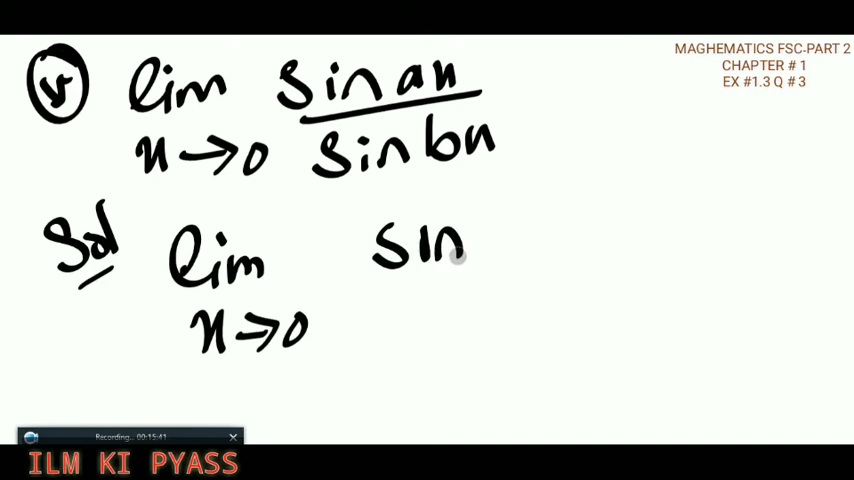 MAGHEMATICS FSC-PART 2
CHAPTER # 1
EX #1.3 Q # 3
v lim sin ax
x→0 sin bx
Sol lim sin
x→0
Recording... 00:15:41
ILM KI PYASS